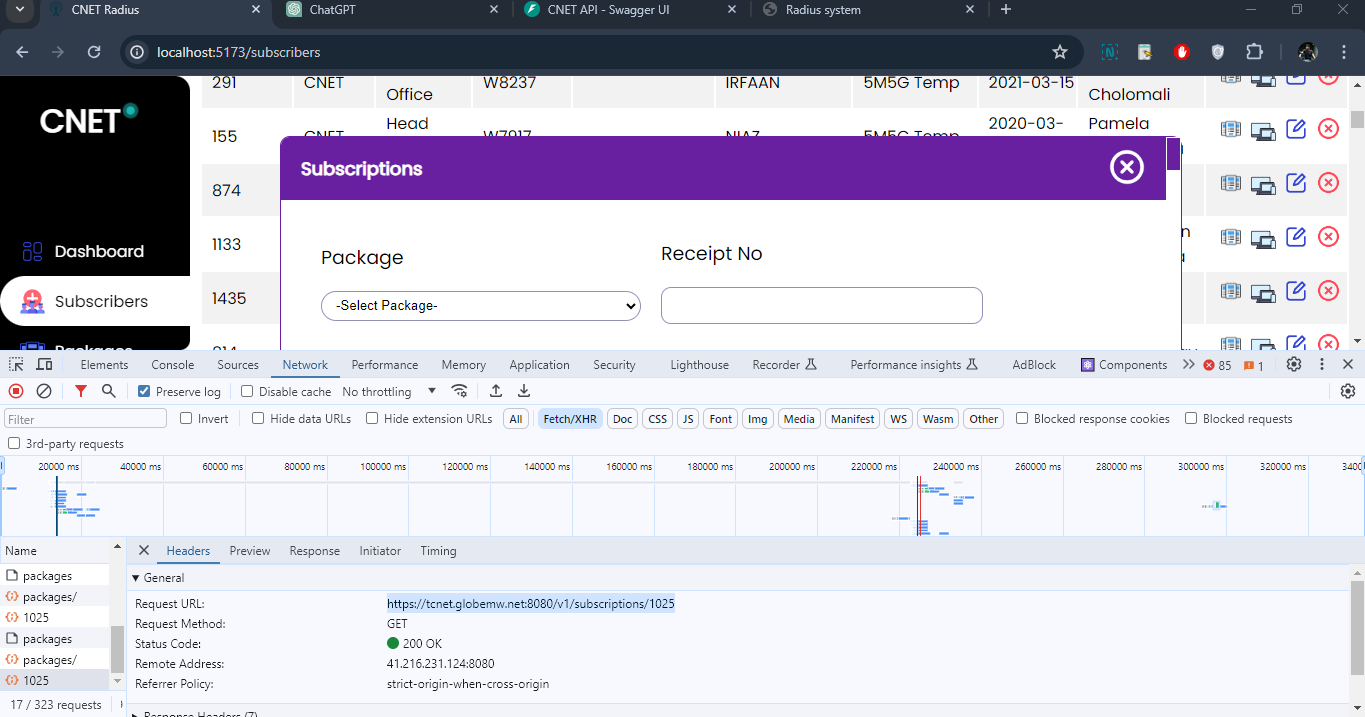 CNET Radius
ChatGPT
CNET API - Swagger UI
Radius system
localhost:5173/subscribers
CNET
Dashboard
Subscribers
Packages
291 CNET Office W8237 IRFAAN 5M5G Temp 2021-03-15 Cholomali
155 CNET Head W7917 NIAZ 5M5G Temp 2020-03- Pamela
874
1133
1435
Subscriptions
Package
Receipt No
-Select Package-
Elements Console Sources Network Performance Memory Application Security Lighthouse Recorder Performance insights AdBlock Components 85 1
Preserve log Disable cache No throttling
Filter Invert Hide data URLs Hide extension URLs All Fetch/XHR Doc CSS JS Font Img Media Manifest WS Wasm Other Blocked response cookies Blocked requests
3rd-party requests
20000 ms 40000 ms 60000 ms 80000 ms 100000 ms 120000 ms 140000 ms 160000 ms 180000 ms 200000 ms 220000 ms 240000 ms 260000 ms 280000 ms 300000 ms 320000 ms 3400
Name Headers Preview Response Initiator Timing
packages
packages/
1025
packages
packages/
1025
17 / 323 requests
General
Request URL: https://tcnet.globemw.net:8080/v1/subscriptions/1025
Request Method: GET
Status Code: 200 OK
Remote Address: 41.216.231.124:8080
Referrer Policy: strict-origin-when-cross-origin
Response Headers (7)